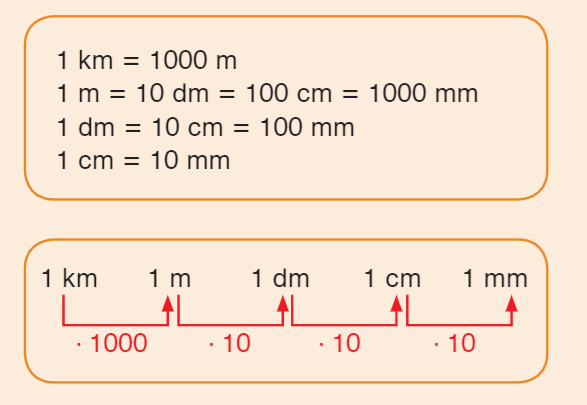 1 km = 1000 m
1 m = 10 dm = 100 cm = 1000 mm
1 dm = 10 cm = 100 mm
1 cm = 10 mm
1 km 1 m 1 dm 1 cm 1 mm
· 1000 · 10 · 10 · 10